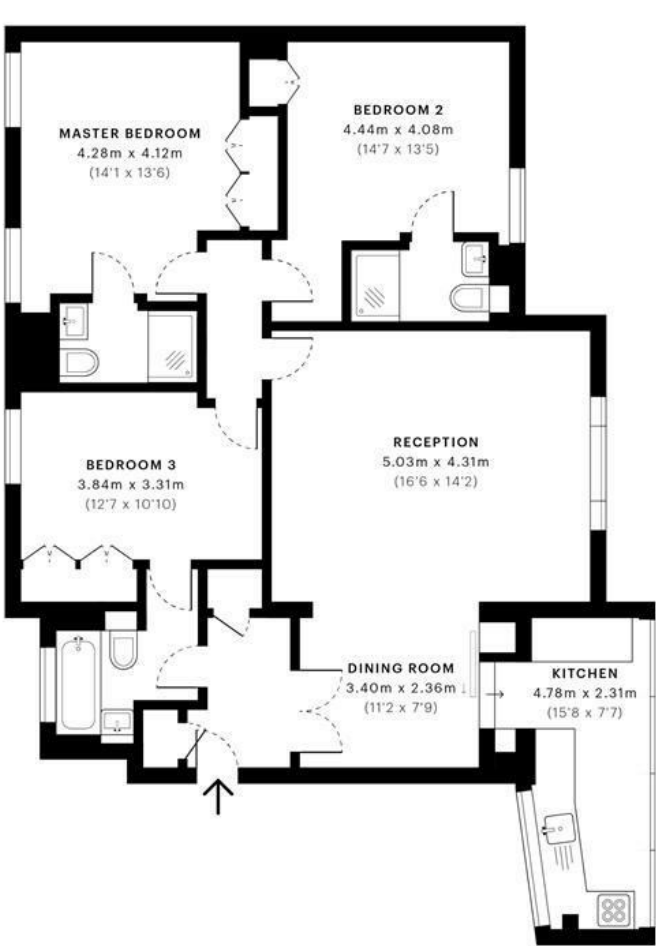 MASTER BEDROOM
4.28m x 4.12m
(14'1 x 13'6)
BEDROOM 2
4.44m x 4.08m
(14'7 x 13'5)
RECEPTION
5.03m x 4.31m
(16'6 x 14'2)
BEDROOM 3
3.84m x 3.31m
(12'7 x 10'10)
DINING ROOM
3.40m x 2.36m
(11'2 x 7'9)
KITCHEN
4.78m x 2.31m
(15'8 x 7'7)